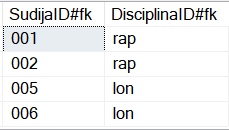 SudijaID#fk DisciplinaID#fk
001 rap
002 rap
005 lon
006 lon